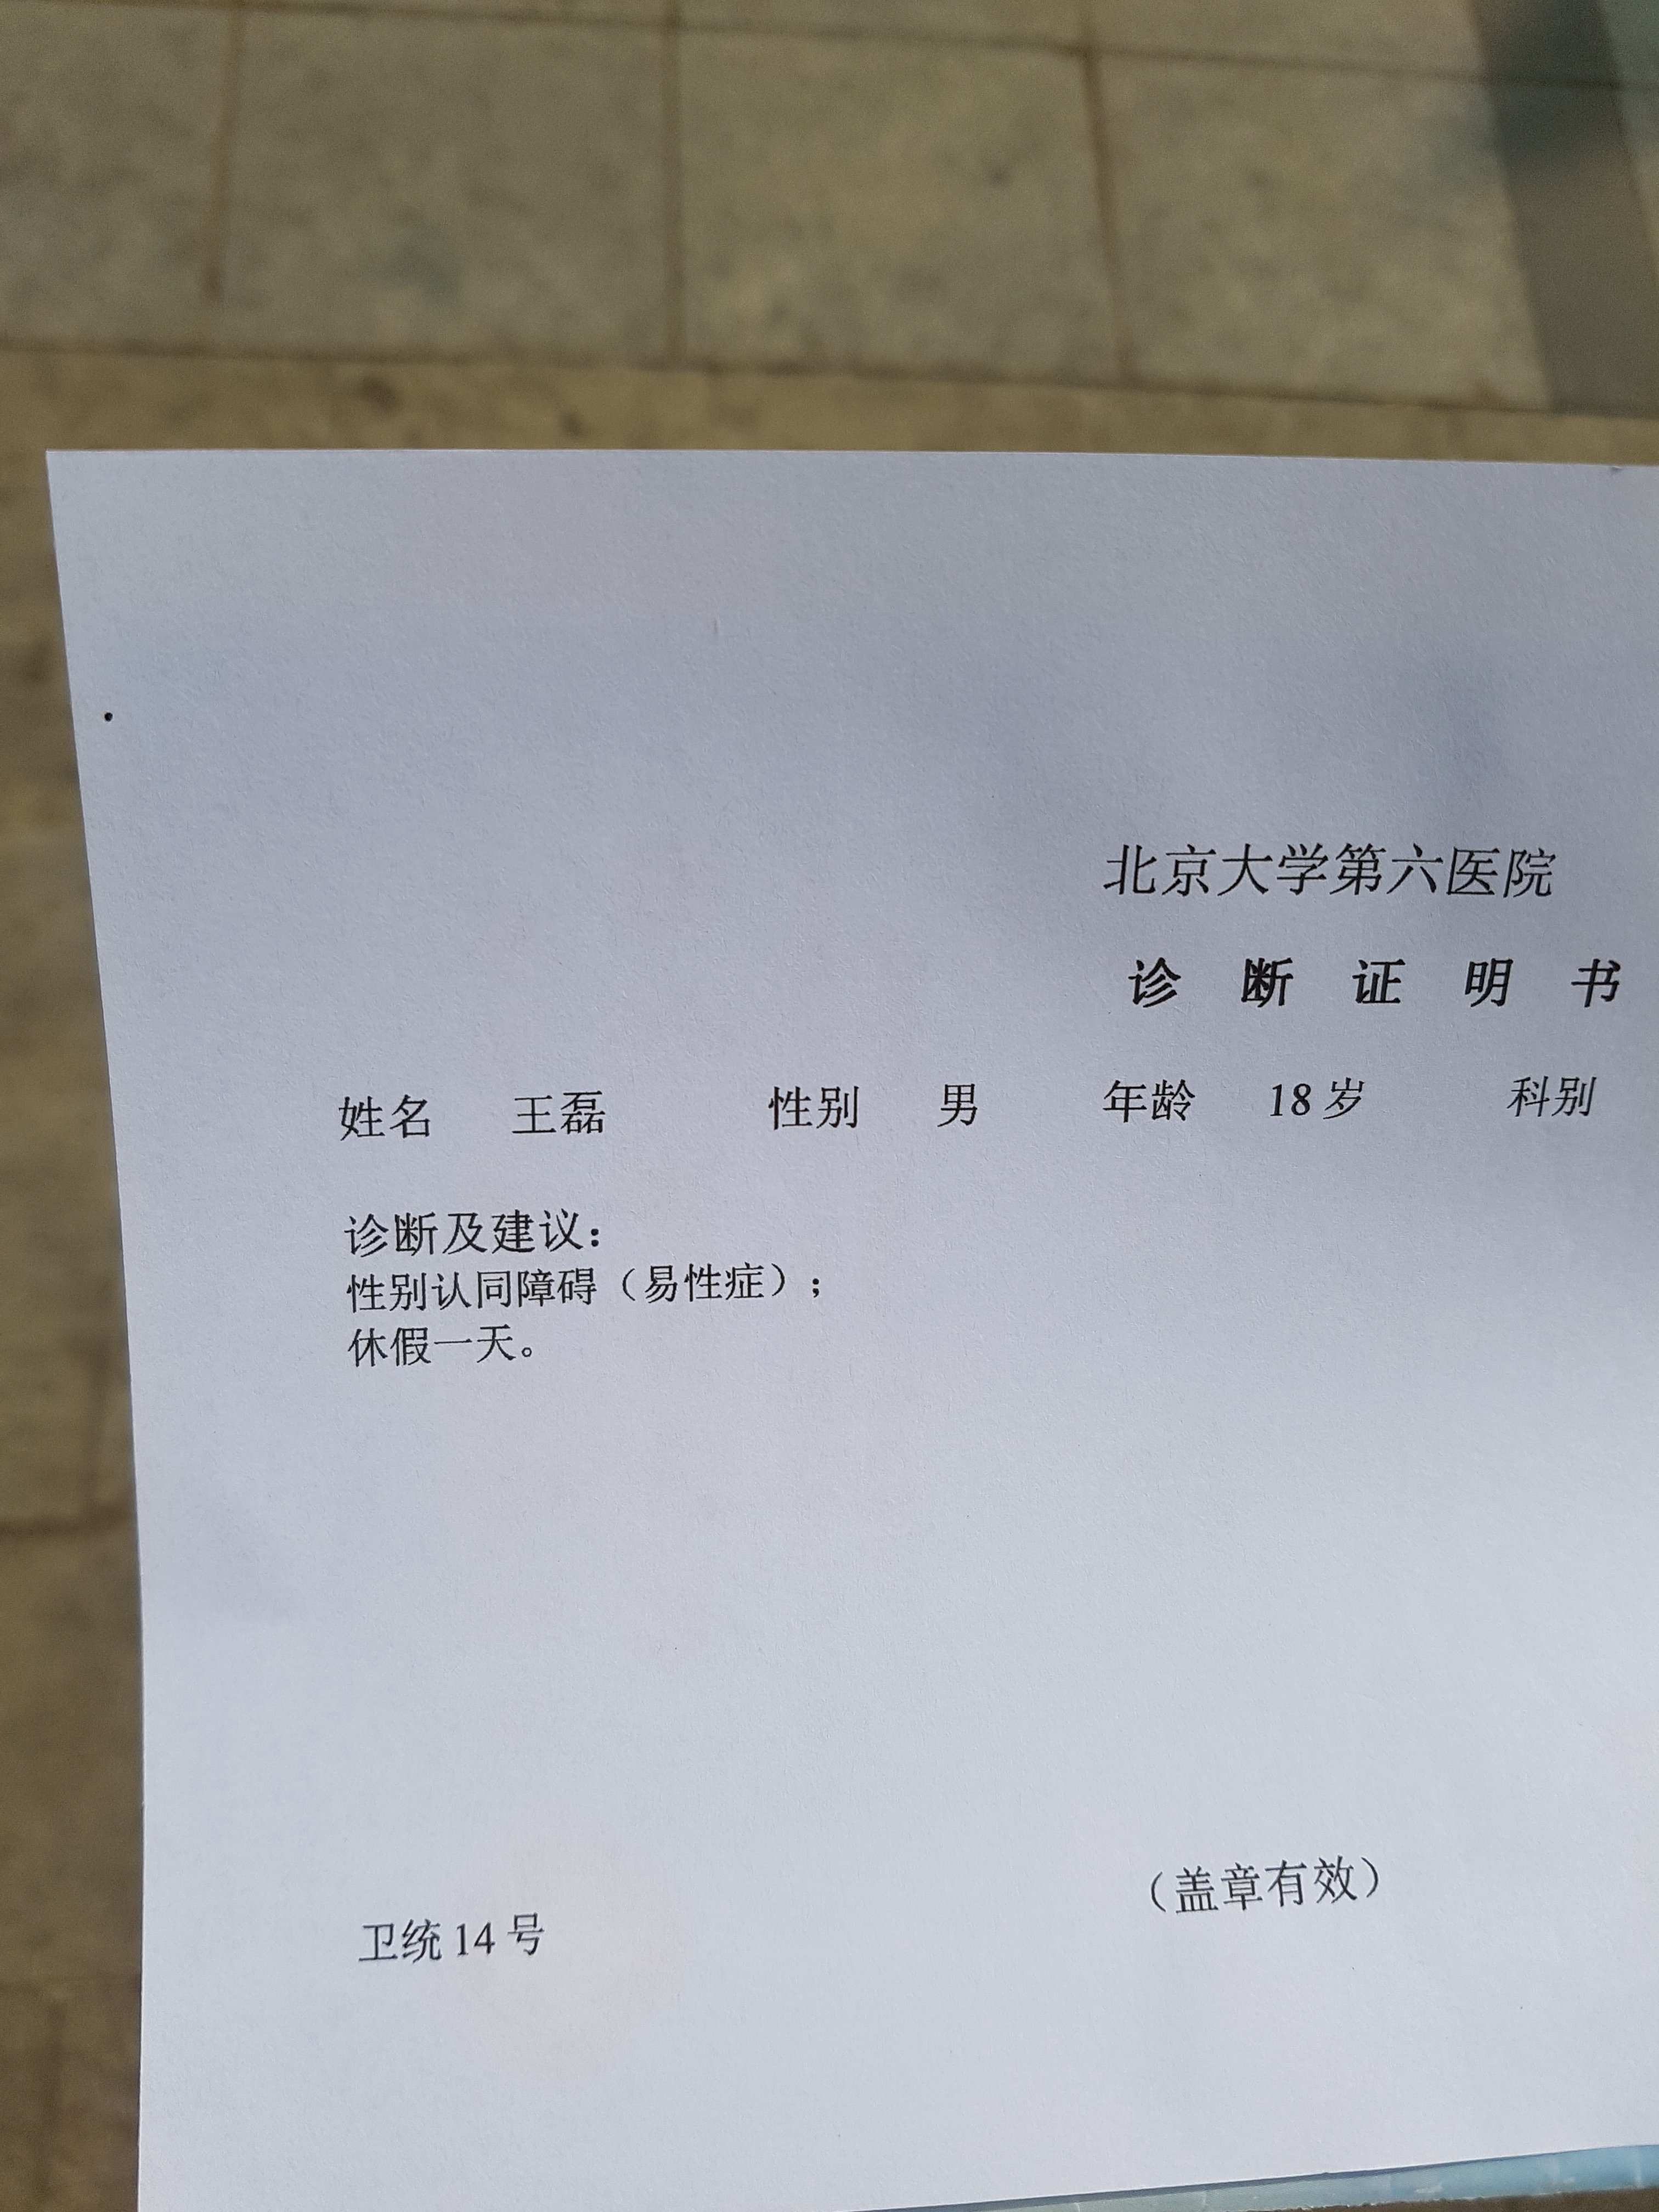 北京大学第六医院
诊断证明书
姓名 王磊 性别 男 年龄 18岁 科别
诊断及建议：
性别认同障碍（易性症）；
休假一天。
（盖章有效）
卫统14号